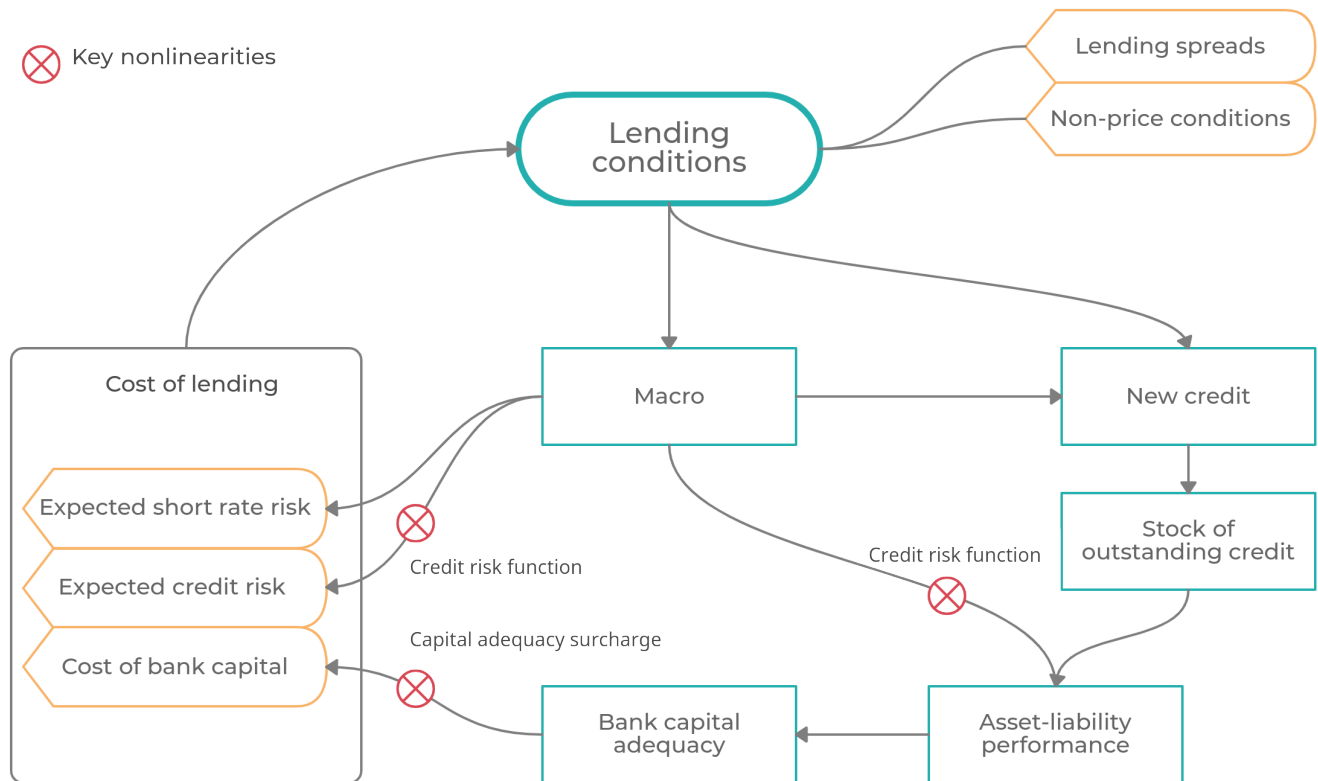 Key nonlinearities
Lending spreads
Non-price conditions
Lending
conditions
Cost of lending
Macro
New credit
Expected short rate risk
Expected credit risk
Cost of bank capital
Credit risk function
Capital adequacy surcharge
Credit risk function
Stock of
outstanding credit
Bank capital
adequacy
Asset-liability
performance